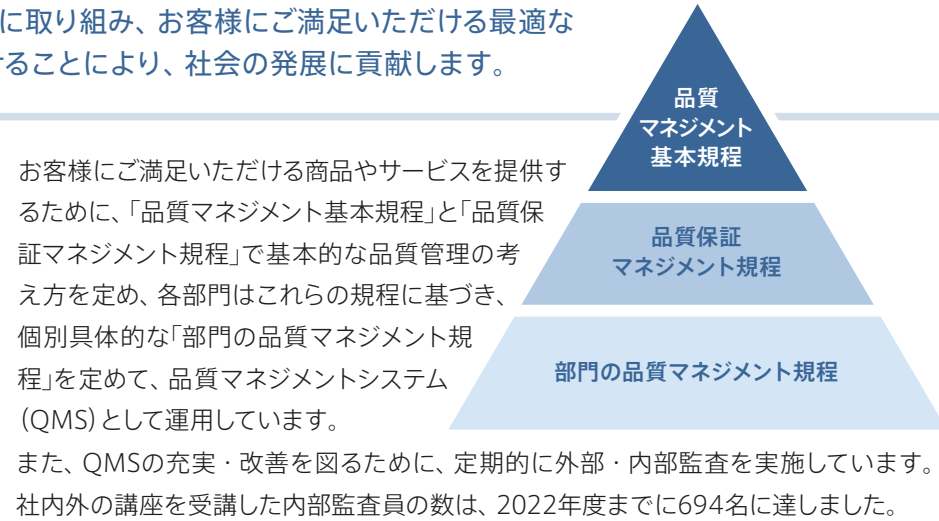 に取り組み、お客様にご満足いただける最適な
けることにより、社会の発展に貢献します。
品質
マネジメント
基本規程
品質保証
マネジメント規程
部門の品質マネジメント規程
お客様にご満足いただける商品やサービスを提供す
るために、「品質マネジメント基本規程」と「品質保
証マネジメント規程」で基本的な品質管理の考
え方を定め、各部門はこれらの規程に基づき、
個別具体的な「部門の品質マネジメント規
程」を定めて、品質マネジメントシステム
(QMS)として運用しています。
また、QMSの充実・改善を図るために、定期的に外部・内部監査を実施しています。
社内外の講座を受講した内部監査員の数は、2022年度までに694名に達しました。